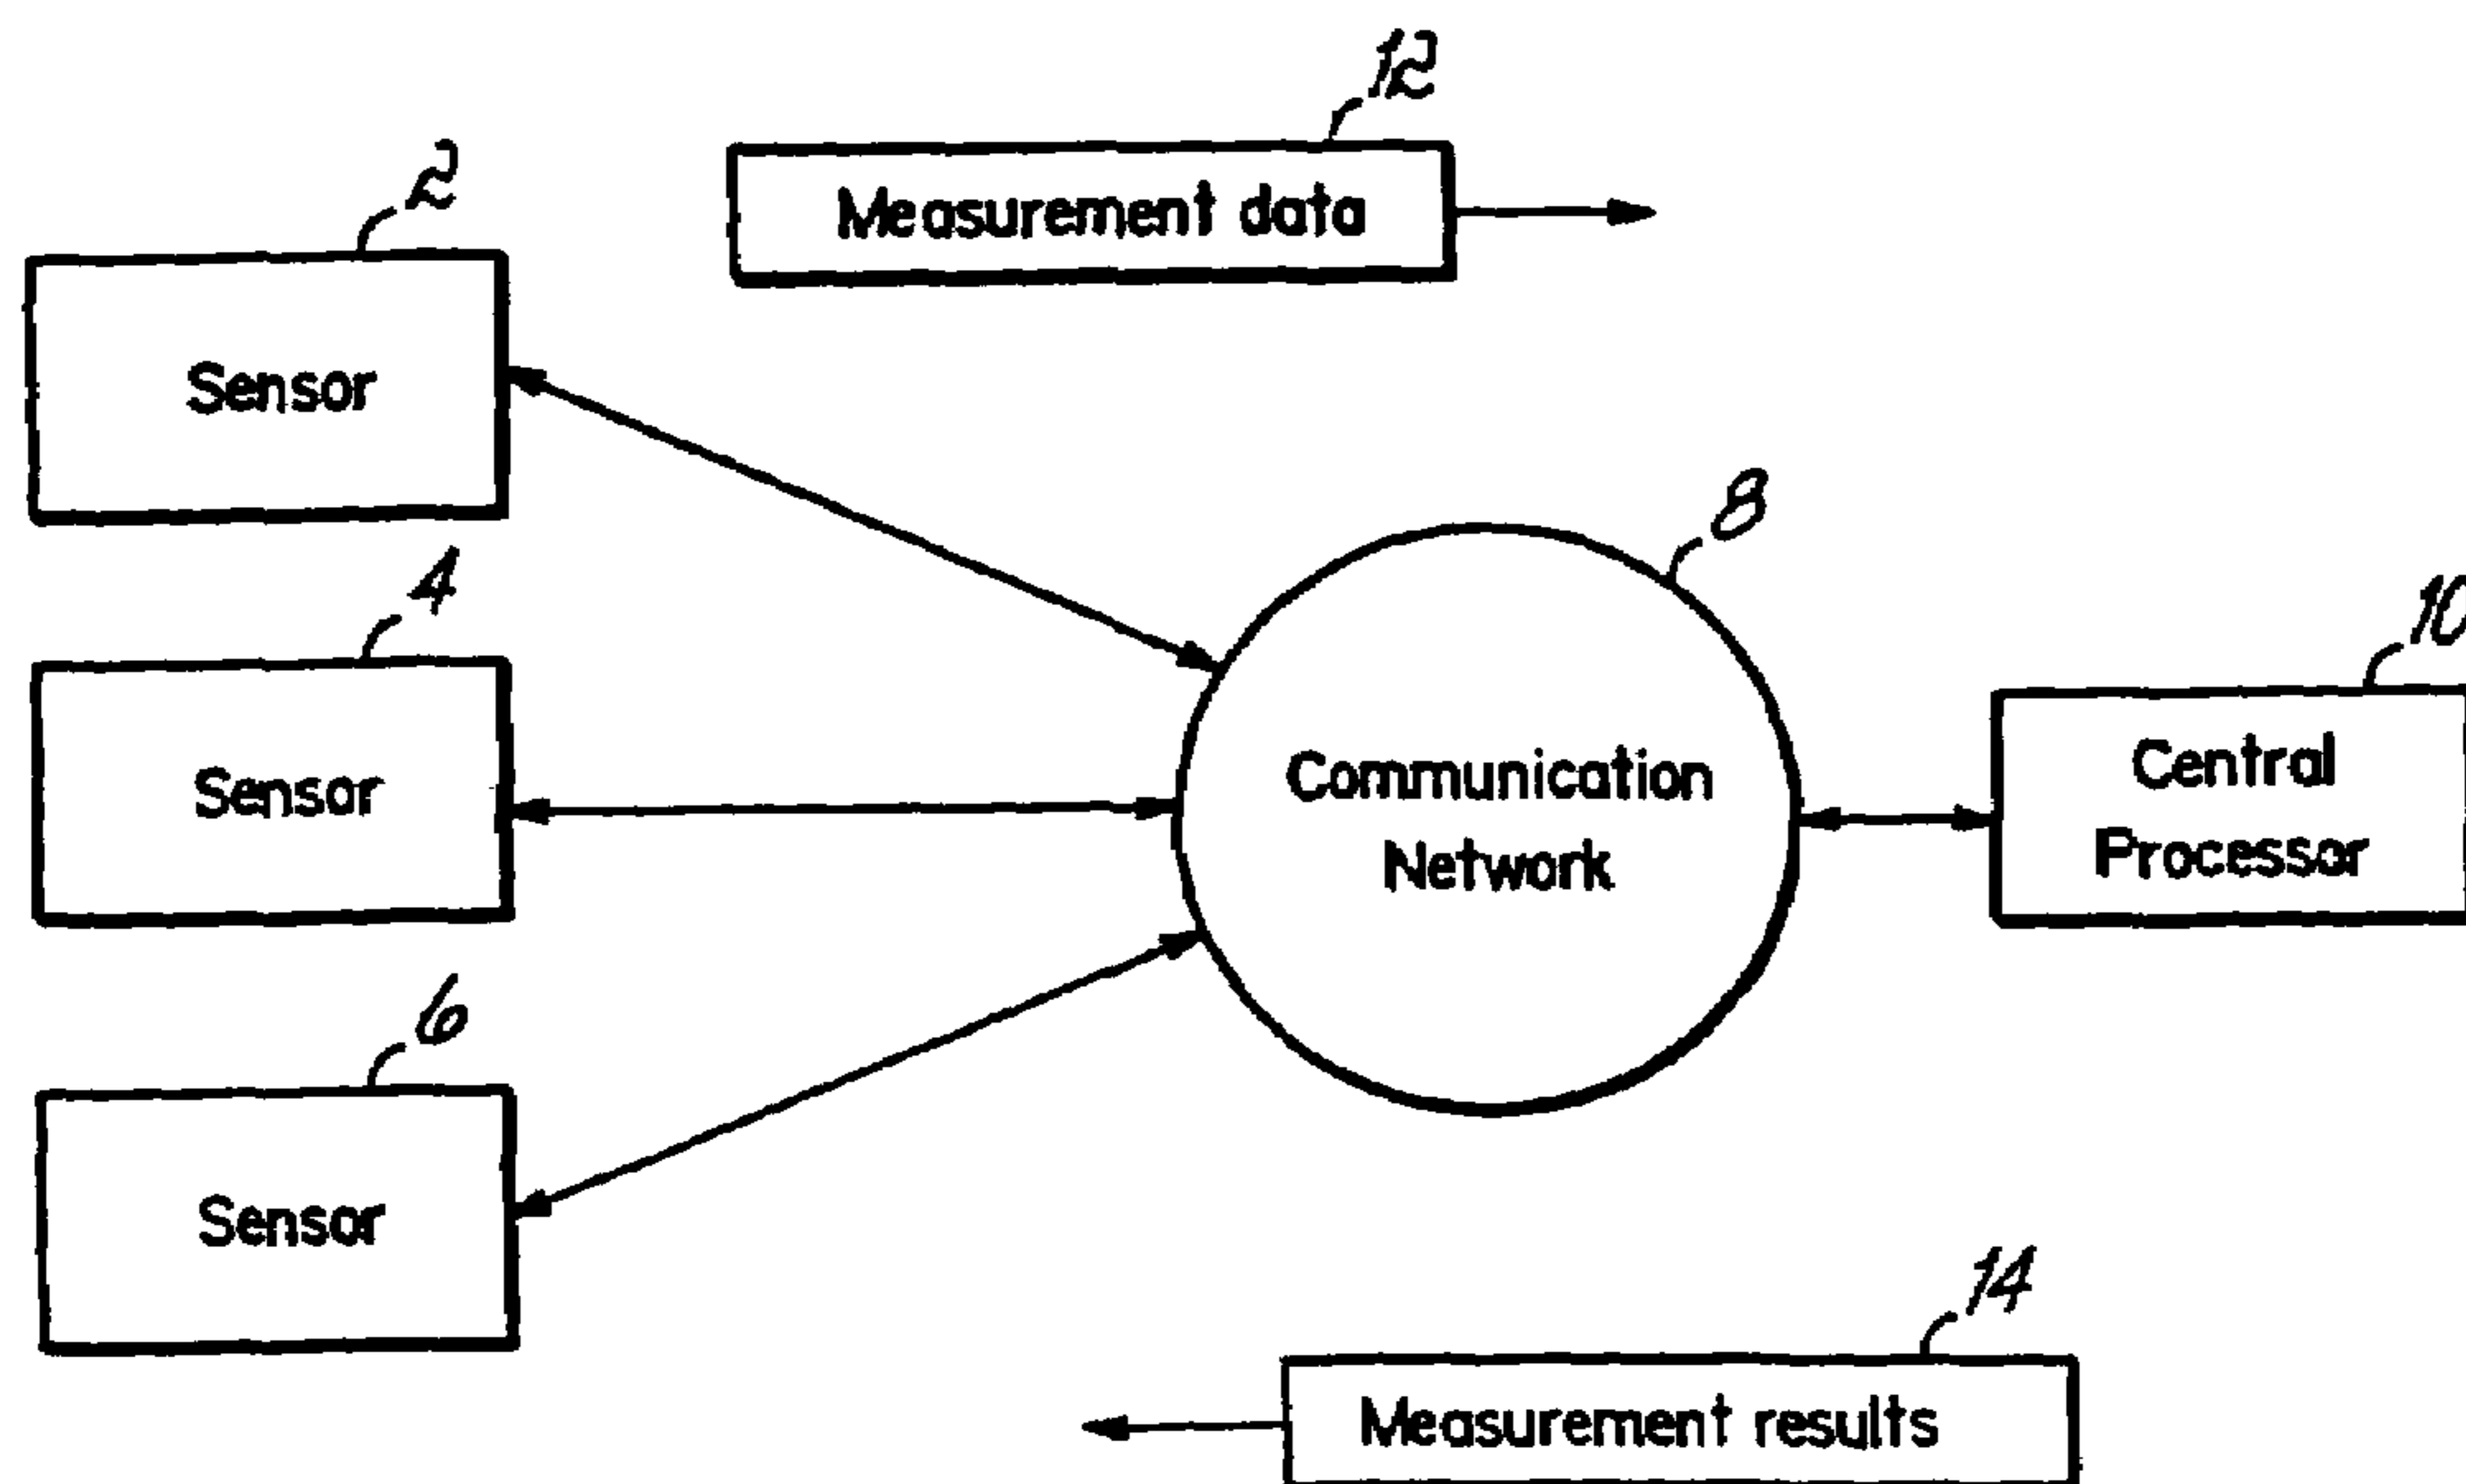 12
Measurement data
2
Sensor
8
Communication
Network
4
Sensor
10
Central
Processor
6
Sensor
14
Measurement results